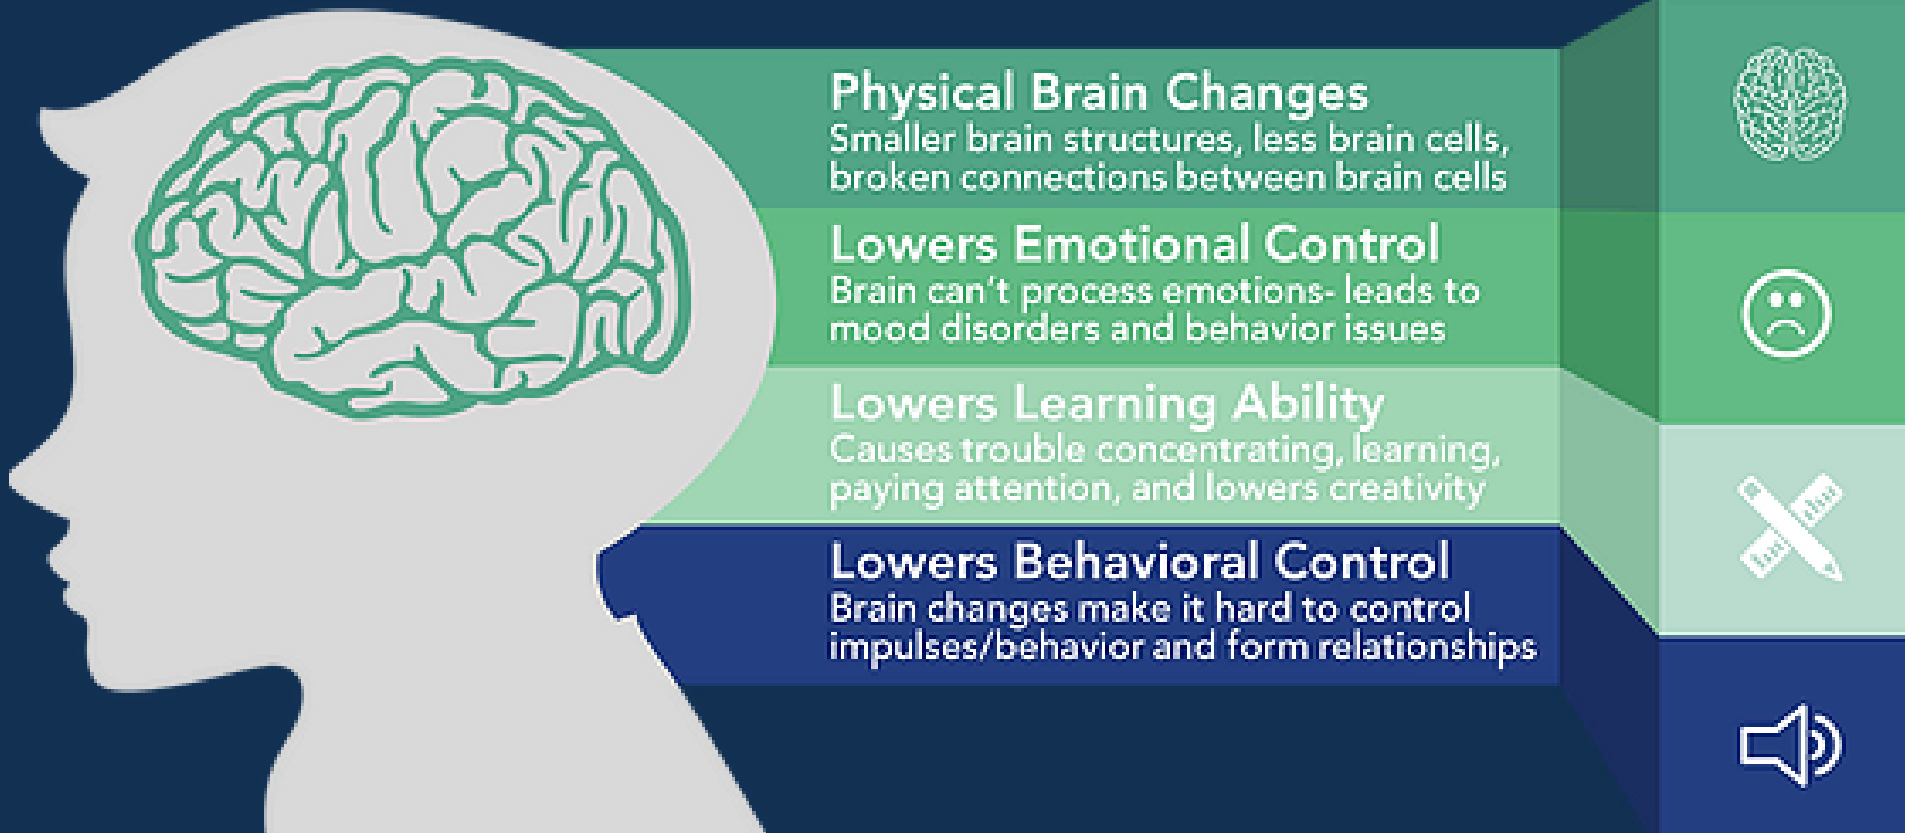 Physical Brain Changes
Smaller brain structures, less brain cells,
broken connections between brain cells
Lowers Emotional Control
Brain can't process emotions- leads to
mood disorders and behavior issues
Lowers Learning Ability
Causes trouble concentrating, learning,
paying attention, and lowers creativity
Lowers Behavioral Control
Brain changes make it hard to control
impulses/behavior and form relationships